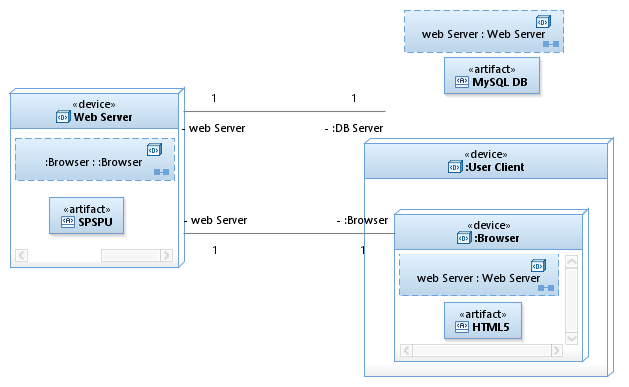 web Server : Web Server
«artifact»
MySQL DB
«device»
Web Server
:Browser : :Browser
«artifact»
SPSPU
1
1
- web Server
- :DB Server
- web Server
- :Browser
1
1
«device»
:User Client
«device»
:Browser
web Server : Web Server
«artifact»
HTML5